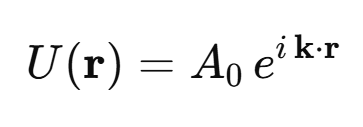 U(𝐫) = A₀ e^{i 𝐤·𝐫}